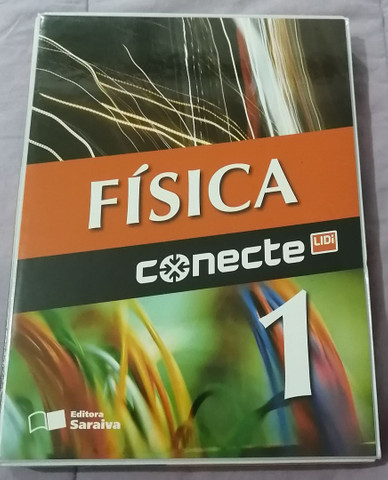 FÍSICA
conecte
LIDi
1
Editora
Saraiva